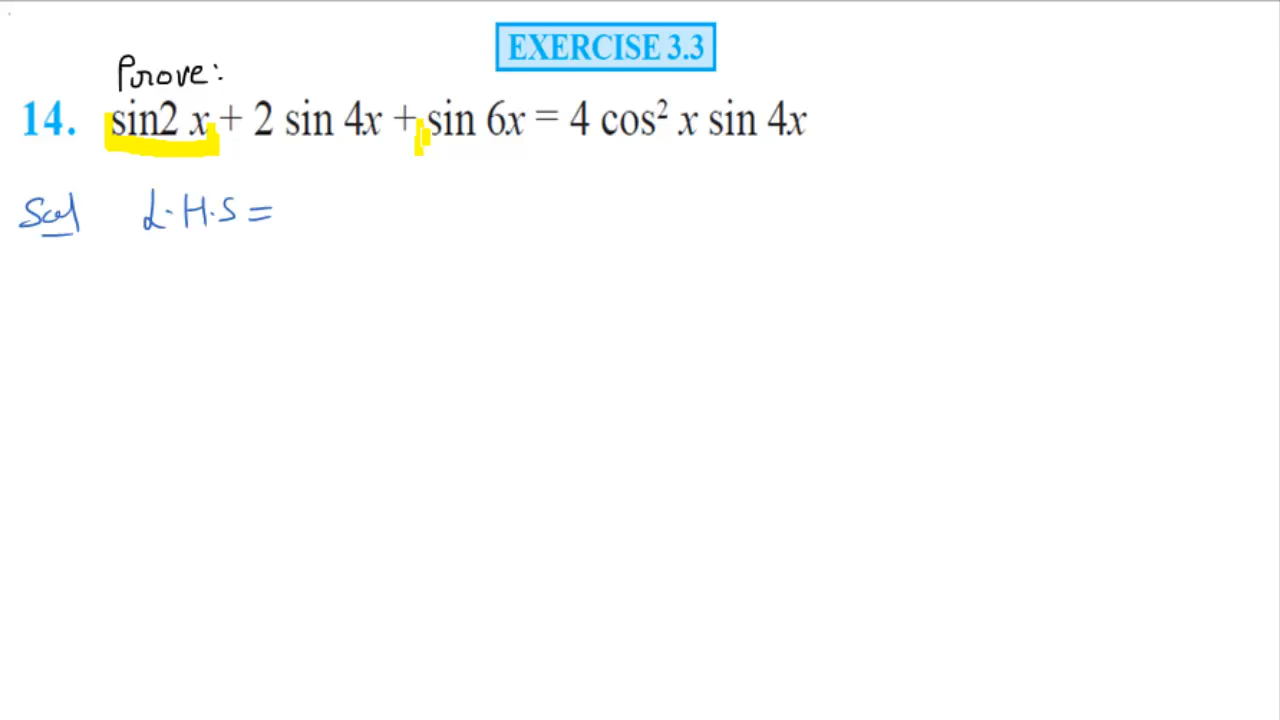 EXERCISE 3.3
Prove:
14. sin2 x + 2 sin 4x + sin 6x = 4 cos² x sin 4x
Sol L.H.S =